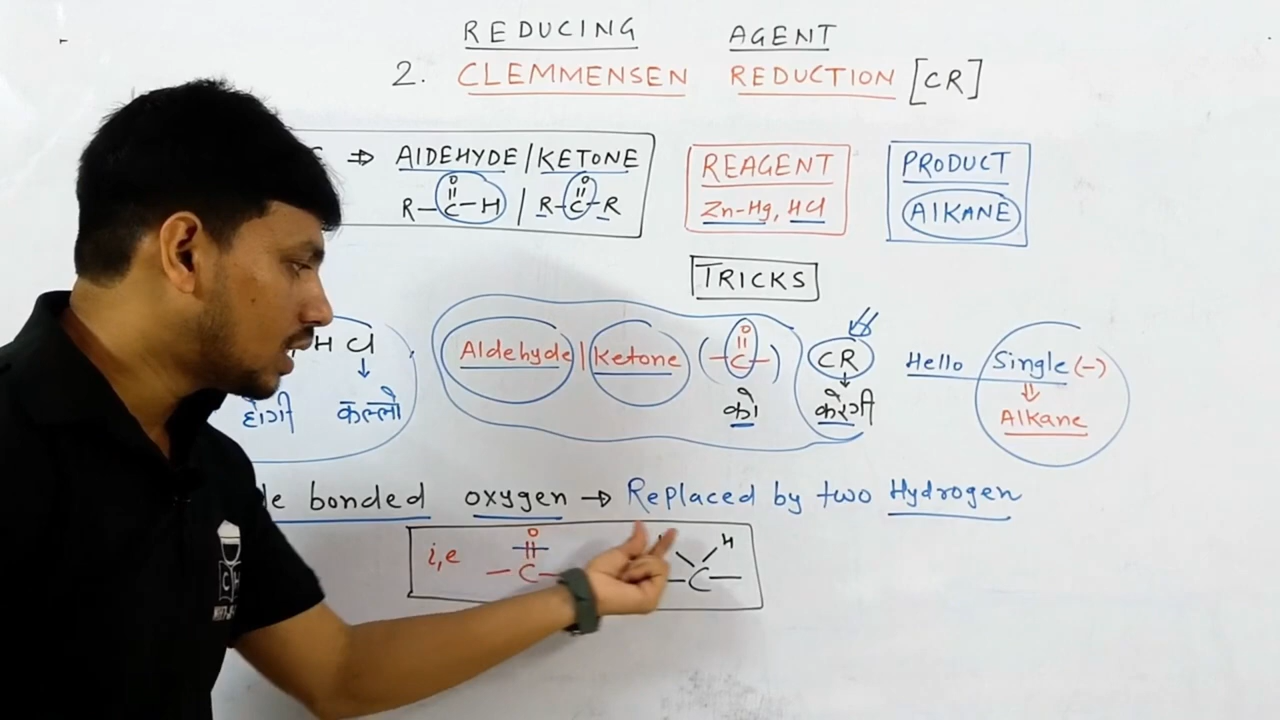 REDUCING AGENT
2. CLEMMENSEN REDUCTION [CR]
⇒ AlDEHYDE/KETONE
R-C-H / R-C-R
O O
REAGENT
Zn-Hg, HCl
PRODUCT
AlKANE
TRICKS
H Cl
होगी कल्लो
Aldehyde/Ketone (-C-)
O
को
CR
करेगी
Hello Single (-)
Alkane
bonded oxygen → Replaced by two Hydrogen
i,e
O
-C-
H
-C-